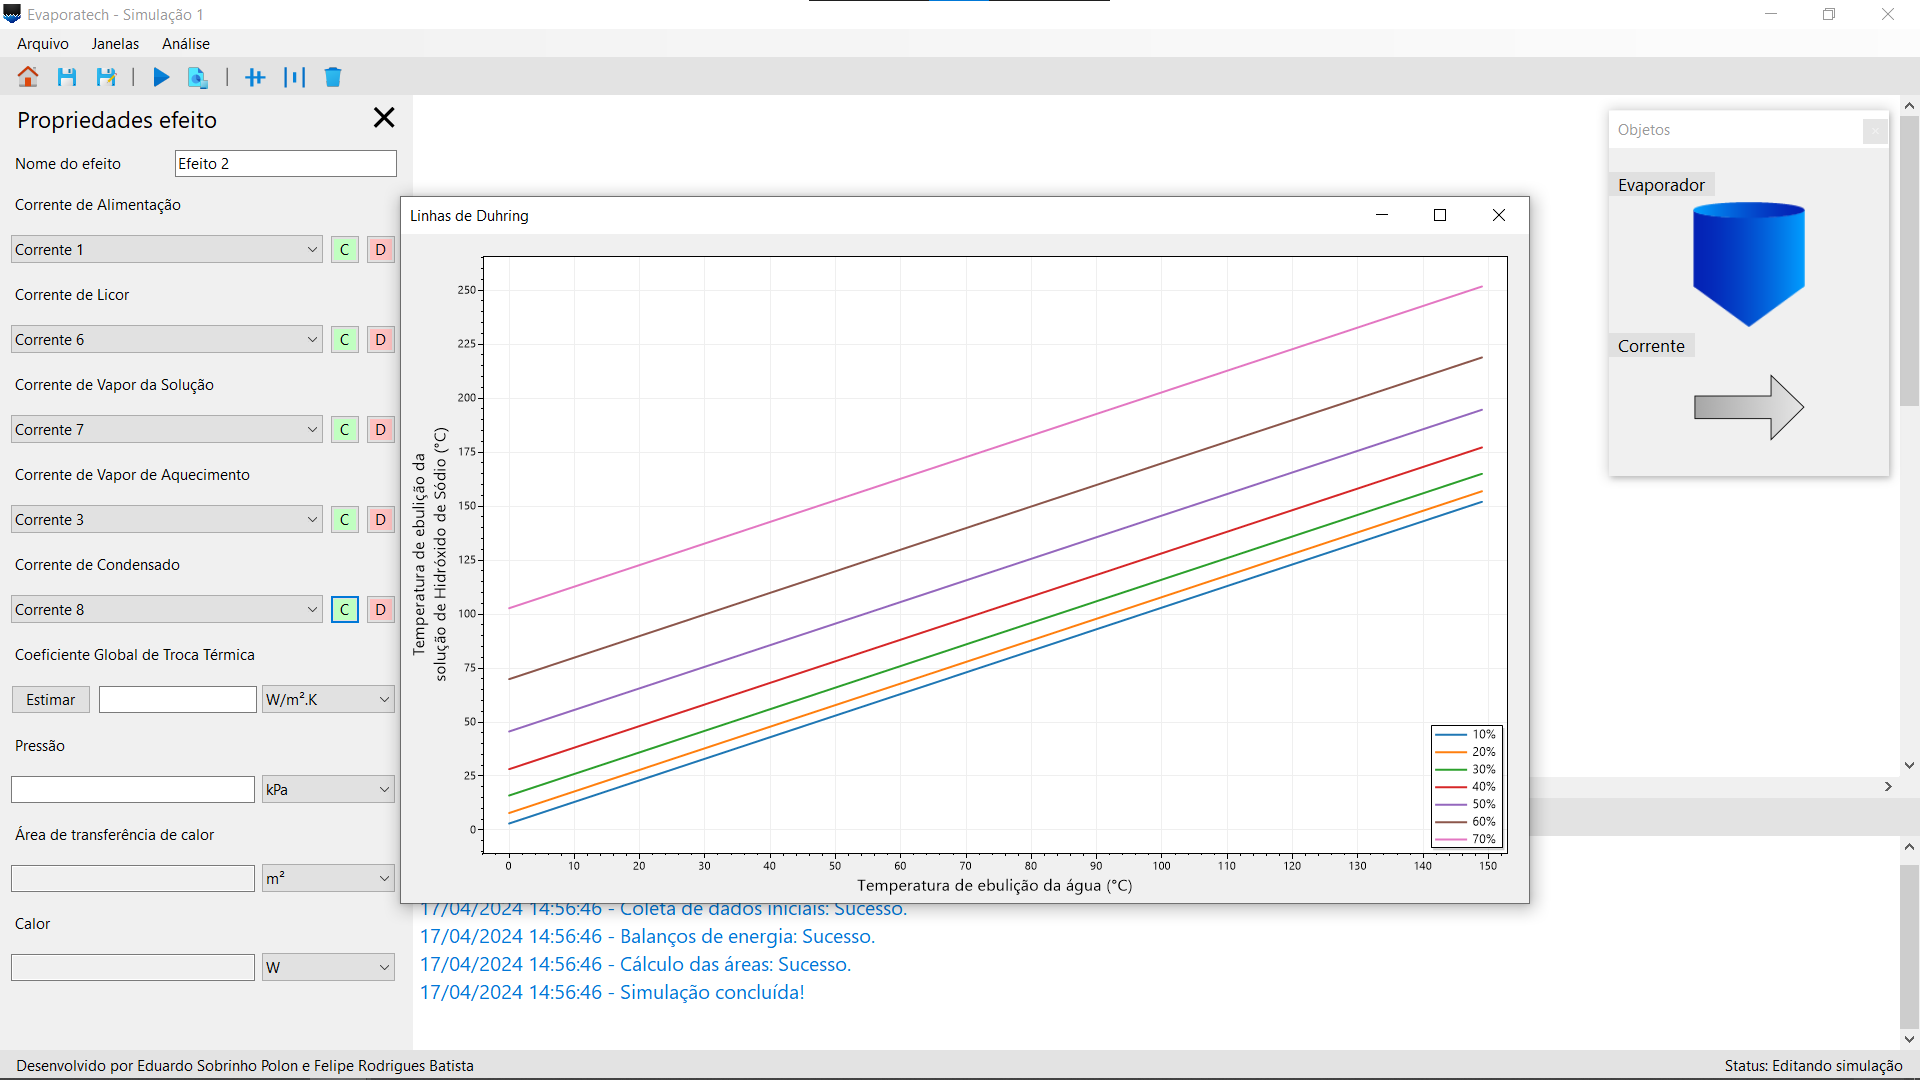 Evaporatech - Simulação 1
Arquivo Janelas Análise
Propriedades efeito
Nome do efeito Efeito 2
Corrente de Alimentação
Corrente 1 C D
Corrente de Licor
Corrente 6 C D
Corrente de Vapor da Solução
Corrente 7 C D
Corrente de Vapor de Aquecimento
Corrente 3 C D
Corrente de Condensado
Corrente 8 C D
Coeficiente Global de Troca Térmica
Estimar W/m².K
Pressão
kPa
Área de transferência de calor
m²
Calor
W
Linhas de Duhring
Temperatura de ebulição da
solução de Hidróxido de Sódio (°C)
250
225
200
175
150
125
100
75
50
25
0
0 10 20 30 40 50 60 70 80 90 100 110 120 130 140 150
Temperatura de ebulição da água (°C)
10%
20%
30%
40%
50%
60%
70%
Objetos
Evaporador
Corrente
17/04/2024 14:56:46 - Coleta de dados iniciais: Sucesso.
17/04/2024 14:56:46 - Balanços de energia: Sucesso.
17/04/2024 14:56:46 - Cálculo das áreas: Sucesso.
17/04/2024 14:56:46 - Simulação concluída!
Desenvolvido por Eduardo Sobrinho Polon e Felipe Rodrigues Batista
Status: Editando simulação